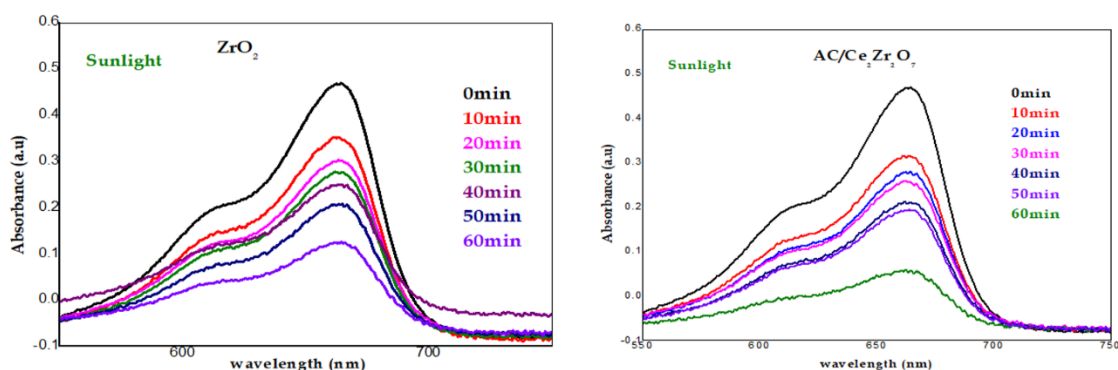 ZrO2
Sunlight
0min
10min
20min
30min
40min
50min
60min
0.6
0.5
0.4
0.3
0.2
0.1
0.0
-0.1
Absorbance (a.u)
600
700
wavelength (nm)
AC/Ce2Zr2O7
Sunlight
0min
10min
20min
30min
40min
50min
60min
0.6
0.5
0.4
0.3
0.2
0.1
0.0
-0.1
Absorbance (a.u)
550
600
650
700
750
wavelength (nm)